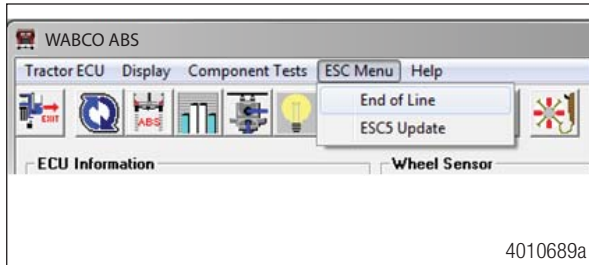 WABCO ABS
Tractor ECU Display Component Tests ESC Menu Help
EXIT
ABS
End of Line
ESC5 Update
ECU Information Wheel Sensor
4010689a